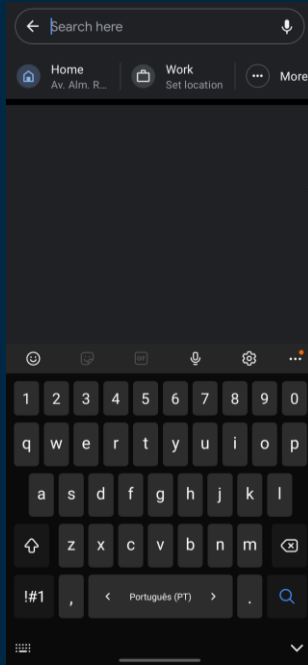 Search here
Home
Av. Alm. R...
Work
Set location
More
GIF
1 2 3 4 5 6 7 8 9 0
q w e r t y u i o p
a s d f g h j k l
z x c v b n m
!#1 , < Português (PT) > .